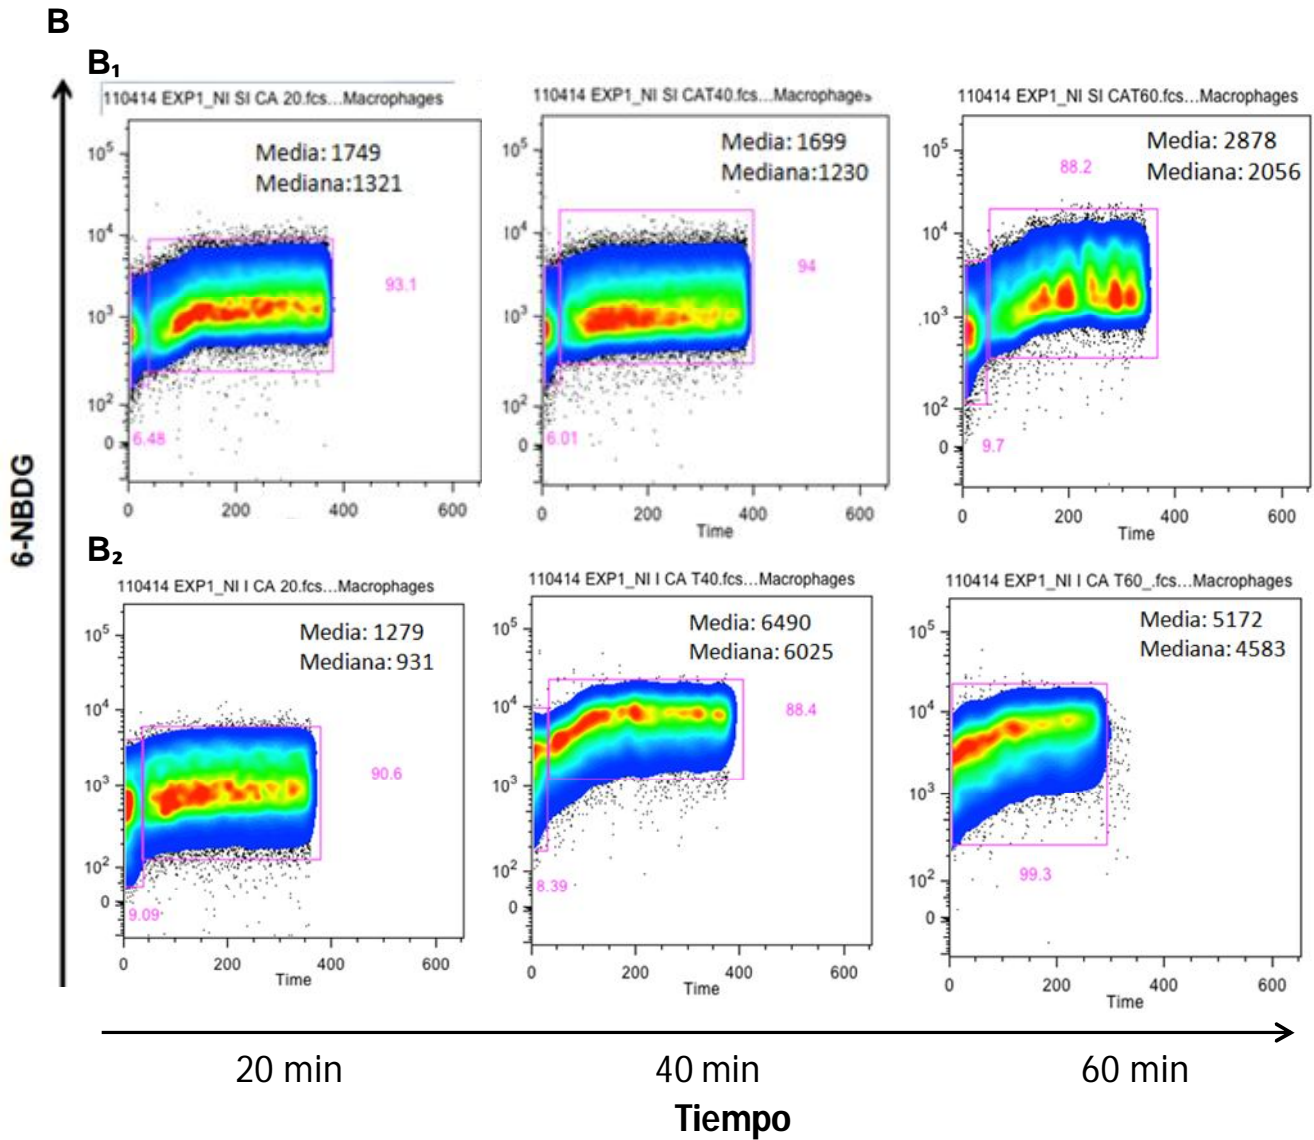 B
B₁
110414 EXP1_NI SI CA 20.fcs...Macrophages
Media: 1749
Mediana:1321
10⁵
10⁴
10³
10²
0
93.1
6.48
0 200 400 600
110414 EXP1_NI SI CAT40.fcs...Macrophages
Media: 1699
Mediana:1230
10⁵
10⁴
10³
10²
0
94
6.01
0 200 400 600
Time
110414 EXP1_NI SI CAT60.fcs...Macrophages
Media: 2878
Mediana: 2056
88.2
10⁵
10⁴
10³
10²
0
9.7
0 200 400 600
Time
6-NBDG
B₂
110414 EXP1_NI I CA 20.fcs...Macrophages
Media: 1279
Mediana: 931
10⁵
10⁴
10³
10²
0
90.6
9.09
0 200 400 600
Time
110414 EXP1_NI I CA T40.fcs...Macrophages
Media: 6490
Mediana: 6025
10⁵
10⁴
10³
10²
0
88.4
8.39
0 200 400 600
Time
110414 EXP1_NI I CA T60_.fcs...Macrophages
Media: 5172
Mediana: 4583
10⁵
10⁴
10³
10²
0
99.3
0 200 400 600
Time
20 min 40 min 60 min
Tiempo